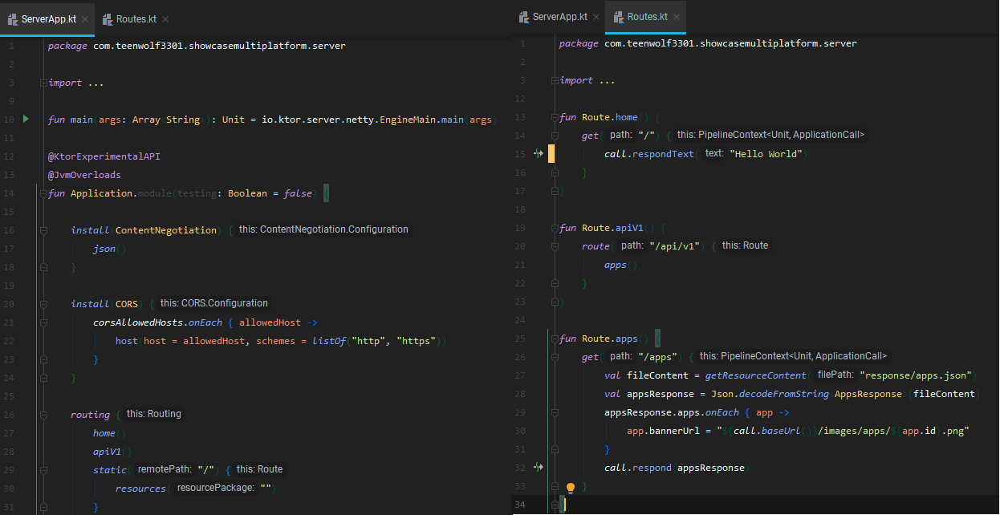 ServerApp.kt Routes.kt
1 package com.teenwolf3301.showcasemultiplatform.server
2
3 import ...
9
10 fun main(args: Array<String>): Unit = io.ktor.server.netty.EngineMain.main(args)
11
12 @KtorExperimentalAPI
13 @JvmOverloads
14 fun Application.module(testing: Boolean = false) {
15
16 install(ContentNegotiation) { this: ContentNegotiation.Configuration
17 json()
18 }
19
20 install(CORS) { this: CORS.Configuration
21 corsAllowedHosts.onEach { allowedHost ->
22 host(host = allowedHost, schemes = listOf("http", "https"))
23 }
24 }
25
26 routing { this: Routing
27 home()
28 apiV1()
29 static( remotePath: "/") { this: Route
30 resources( resourcePackage: "")
31 }
ServerApp.kt Routes.kt
1 package com.teenwolf3301.showcasemultiplatform.server
2
3 import ...
12
13 fun Route.home() {
14 get( path: "/") { this: PipelineContext<Unit, ApplicationCall>
15 call.respondText( text: "Hello World")
16 }
17 }
18
19 fun Route.apiV1() {
20 route( path: "/api/v1") { this: Route
21 apps()
22 }
23 }
24
25 fun Route.apps() {
26 get( path: "/apps") { this: PipelineContext<Unit, ApplicationCall>
27 val fileContent = getResourceContent( filePath: "response/apps.json")
28 val appsResponse = Json.decodeFromString<AppsResponse>(fileContent)
29 appsResponse.apps.onEach { app ->
30 app.bannerUrl = "${call.baseUrl()}/images/apps/${app.id}.png"
31 }
32 call.respond(appsResponse)
33 }
34 }